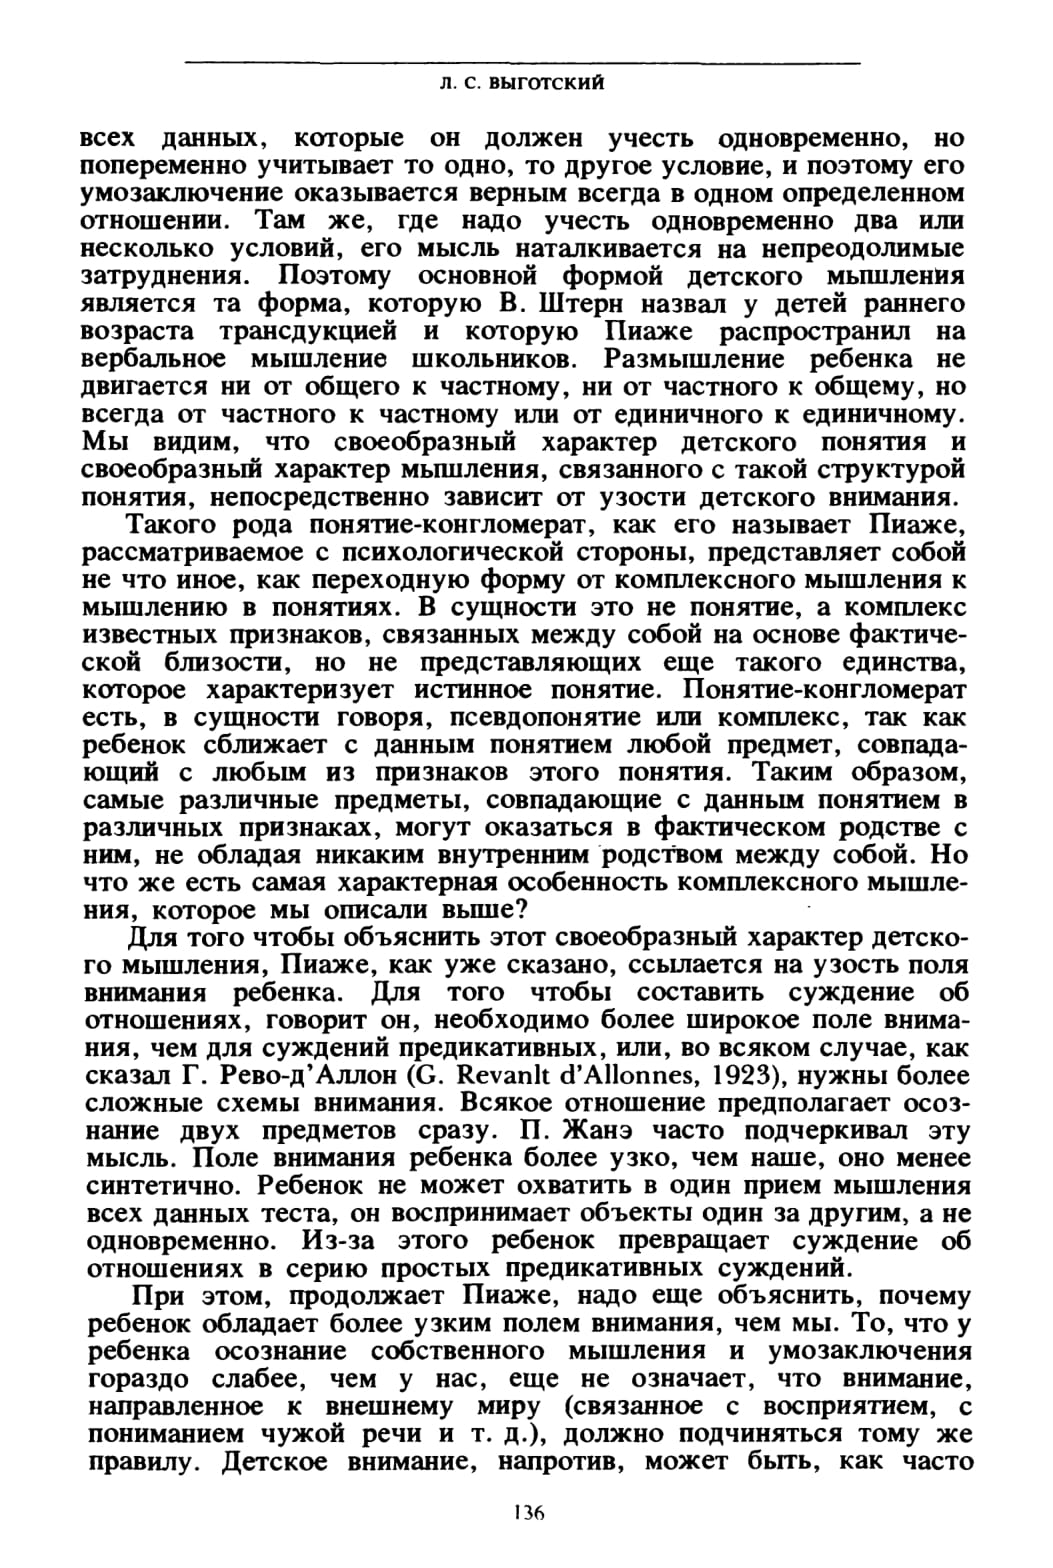 Л. С. ВЫГОТСКИЙ
всех данных, которые он должен учесть одновременно, но
попеременно учитывает то одно, то другое условие, и поэтому его
умозаключение оказывается верным всегда в одном определенном
отношении. Там же, где надо учесть одновременно два или
несколько условий, его мысль наталкивается на непреодолимые
затруднения. Поэтому основной формой детского мышления
является та форма, которую В. Штерн назвал у детей раннего
возраста трансдукцией и которую Пиаже распространил на
вербальное мышление школьников. Размышление ребенка не
двигается ни от общего к частному, ни от частного к общему, но
всегда от частного к частному или от единичного к единичному.
Мы видим, что своеобразный характер детского понятия и
своеобразный характер мышления, связанного с такой структурой
понятия, непосредственно зависит от узости детского внимания.
Такого рода понятие-конгломерат, как его называет Пиаже,
рассматриваемое с психологической стороны, представляет собой
не что иное, как переходную форму от комплексного мышления к
мышлению в понятиях. В сущности это не понятие, а комплекс
известных признаков, связанных между собой на основе фактиче-
ской близости, но не представляющих еще такого единства,
которое характеризует истинное понятие. Понятие-конгломерат
есть, в сущности говоря, псевдопонятие или комплекс, так как
ребенок сближает с данным понятием любой предмет, совпада-
ющий с любым из признаков этого понятия. Таким образом,
самые различные предметы, совпадающие с данным понятием в
различных признаках, могут оказаться в фактическом родстве с
ним, не обладая никаким внутренним родством между собой. Но
что же есть самая характерная особенность комплексного мышле-
ния, которое мы описали выше?
Для того чтобы объяснить этот своеобразный характер детско-
го мышления, Пиаже, как уже сказано, ссылается на узость поля
внимания ребенка. Для того чтобы составить суждение об
отношениях, говорит он, необходимо более широкое поле внима-
ния, чем для суждений предикативных, или, во всяком случае, как
сказал Г. Рево-д’Аллон (G. Revanlt d’Allonnes, 1923), нужны более
сложные схемы внимания. Всякое отношение предполагает осоз-
нание двух предметов сразу. П. Жанэ часто подчеркивал эту
мысль. Поле внимания ребенка более узко, чем наше, оно менее
синтетично. Ребенок не может охватить в один прием мышления
всех данных теста, он воспринимает объекты один за другим, а не
одновременно. Из-за этого ребенок превращает суждение об
отношениях в серию простых предикативных суждений.
При этом, продолжает Пиаже, надо еще объяснить, почему
ребенок обладает более узким полем внимания, чем мы. То, что у
ребенка осознание собственного мышления и умозаключения
гораздо слабее, чем у нас, еще не означает, что внимание,
направленное к внешнему миру (связанное с восприятием, с
пониманием чужой речи и т. д.), должно подчиняться тому же
правилу. Детское внимание, напротив, может быть, как часто
136